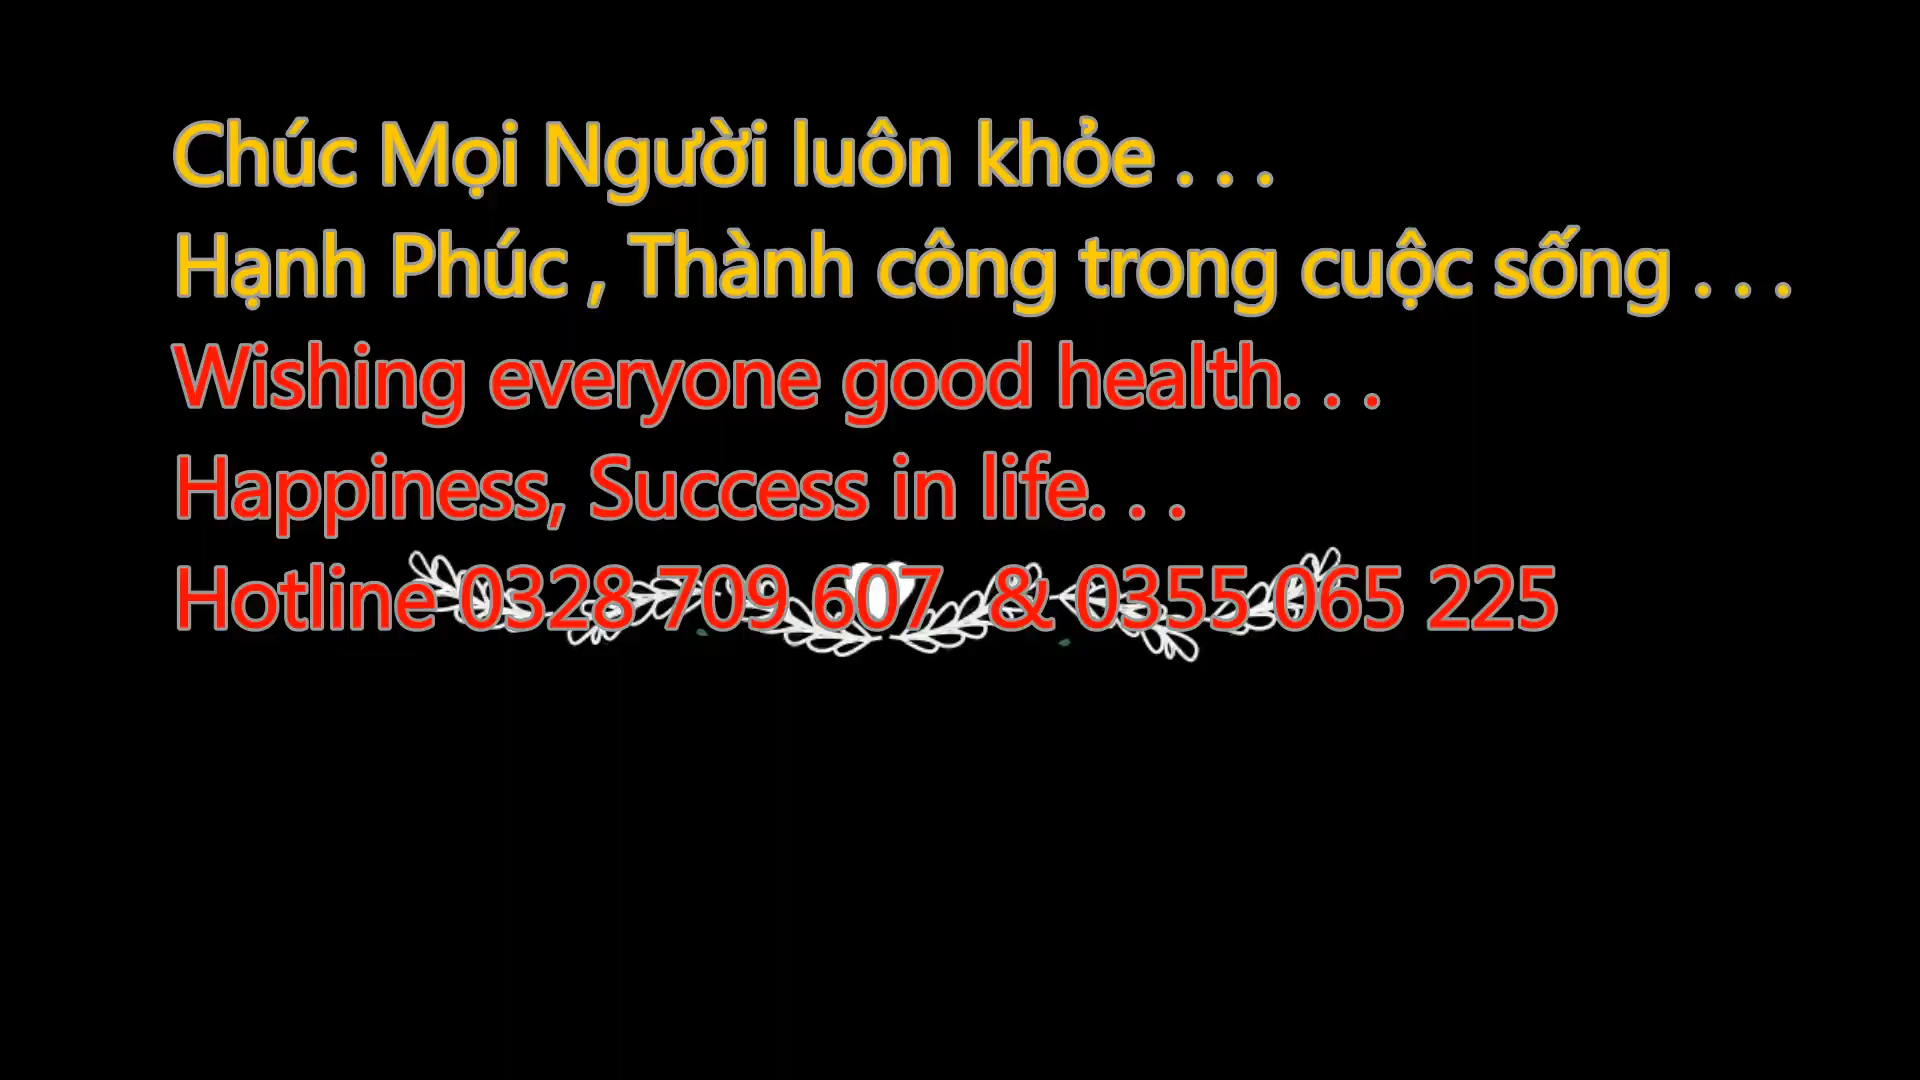 Chúc Mọi Người luôn khỏe . . .
Hạnh Phúc , Thành công trong cuộc sống . . .
Wishing everyone good health. . .
Happiness, Success in life. . .
Hotline 0328 709 607 & 0355 065 225